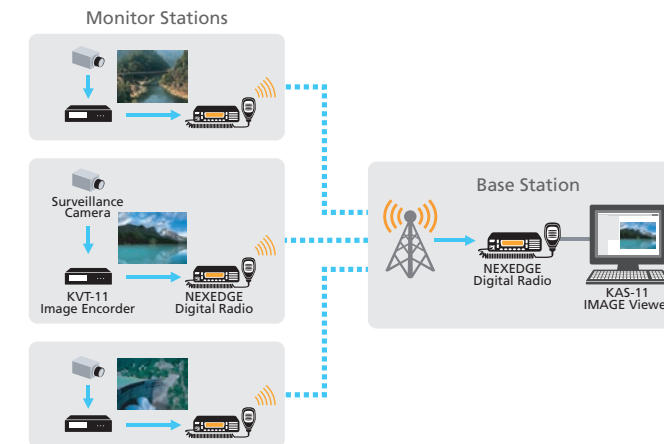 Monitor Stations
Surveillance
Camera
KVT-11
Image Encorder
NEXEDGE
Digital Radio
Base Station
NEXEDGE
Digital Radio
KAS-11
IMAGE Viewe